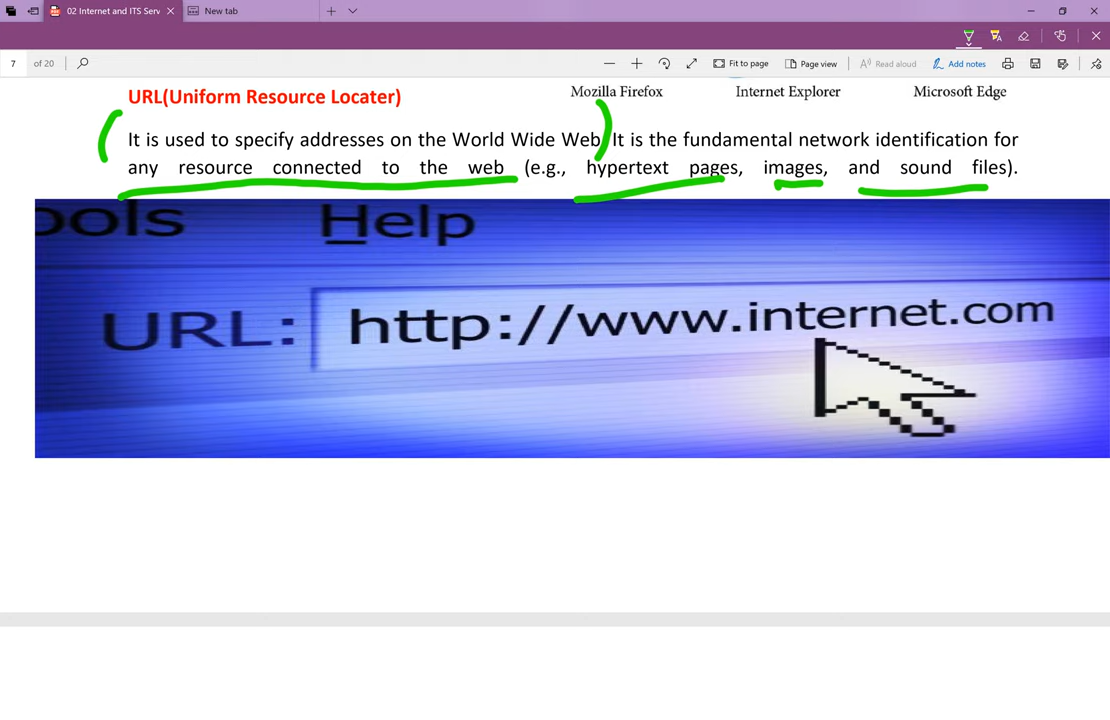 02 Internet and ITS Serv
New tab
7 of 20
Fit to page
Page view
Read aloud
Add notes
URL(Uniform Resource Locater)
Mozilla Firefox
Internet Explorer
Microsoft Edge
It is used to specify addresses on the World Wide Web. It is the fundamental network identification for
any resource connected to the web (e.g., hypertext pages, images, and sound files).
ools Help
URL: http://www.internet.com